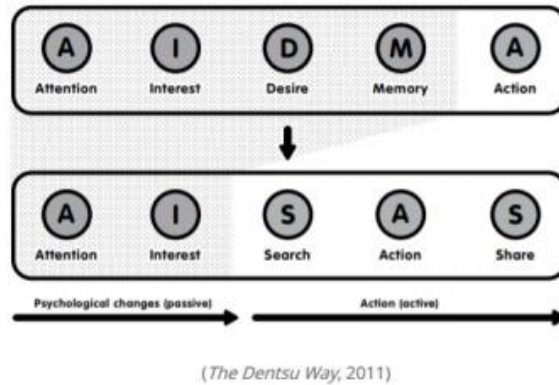 A I D M A
Attention Interest Desire Memory Action
A I S A S
Attention Interest Search Action Share
Psychological changes (passive) Action (active)
(The Dentsu Way, 2011)